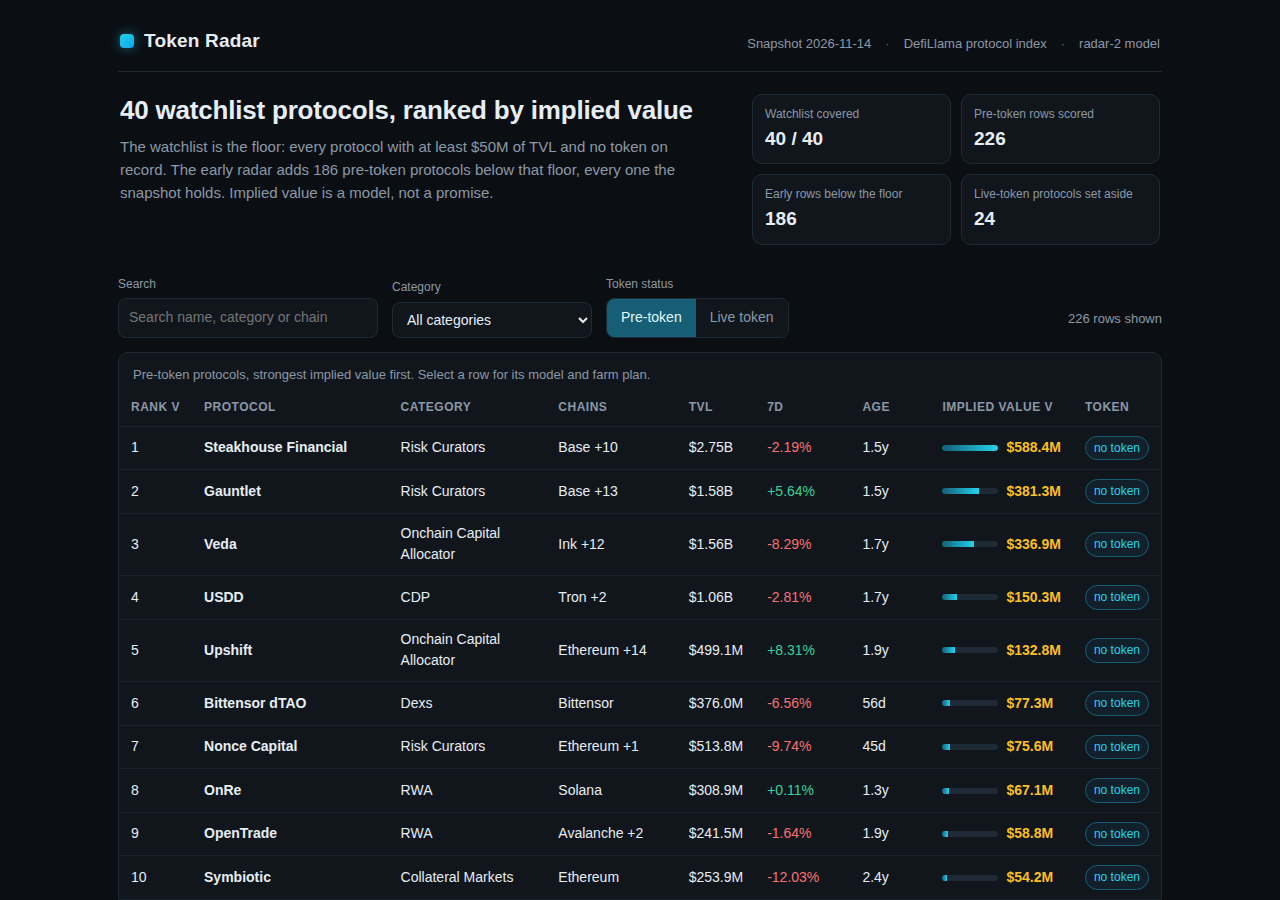 Token Radar
Snapshot 2026-11-14 · DefiLlama protocol index · radar-2 model
40 watchlist protocols, ranked by implied value
The watchlist is the floor: every protocol with at least $50M of TVL and no token on
record. The early radar adds 186 pre-token protocols below that floor, every one the
snapshot holds. Implied value is a model, not a promise.
Watchlist covered
40 / 40
Pre-token rows scored
226
Early rows below the floor
186
Live-token protocols set aside
24
Search
Search name, category or chain
Category
All categories
Token status
Pre-token Live token
226 rows shown
Pre-token protocols, strongest implied value first. Select a row for its model and farm plan.
RANK V PROTOCOL CATEGORY CHAINS TVL 7D AGE IMPLIED VALUE V TOKEN
1 Steakhouse Financial Risk Curators Base +10 $2.75B -2.19% 1.5y $588.4M no token
2 Gauntlet Risk Curators Base +13 $1.58B +5.64% 1.5y $381.3M no token
3 Veda Onchain Capital Allocator Ink +12 $1.56B -8.29% 1.7y $336.9M no token
4 USDD CDP Tron +2 $1.06B -2.81% 1.7y $150.3M no token
5 Upshift Onchain Capital Allocator Ethereum +14 $499.1M +8.31% 1.9y $132.8M no token
6 Bittensor dTAO Dexs Bittensor $376.0M -6.56% 56d $77.3M no token
7 Nonce Capital Risk Curators Ethereum +1 $513.8M -9.74% 45d $75.6M no token
8 OnRe RWA Solana $308.9M +0.11% 1.3y $67.1M no token
9 OpenTrade RWA Avalanche +2 $241.5M -1.64% 1.9y $58.8M no token
10 Symbiotic Collateral Markets Ethereum $253.9M -12.03% 2.4y $54.2M no token